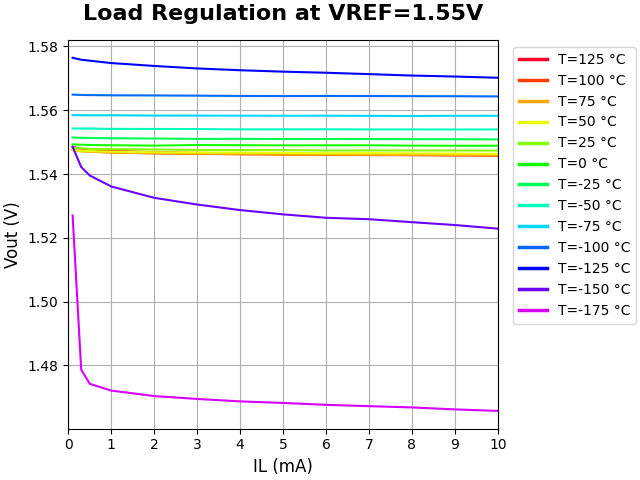 Load Regulation at VREF=1.55V
Vout (V)
1.58
1.56
1.54
1.52
1.50
1.48
0 1 2 3 4 5 6 7 8 9 10
IL (mA)
T=125 °C
T=100 °C
T=75 °C
T=50 °C
T=25 °C
T=0 °C
T=-25 °C
T=-50 °C
T=-75 °C
T=-100 °C
T=-125 °C
T=-150 °C
T=-175 °C